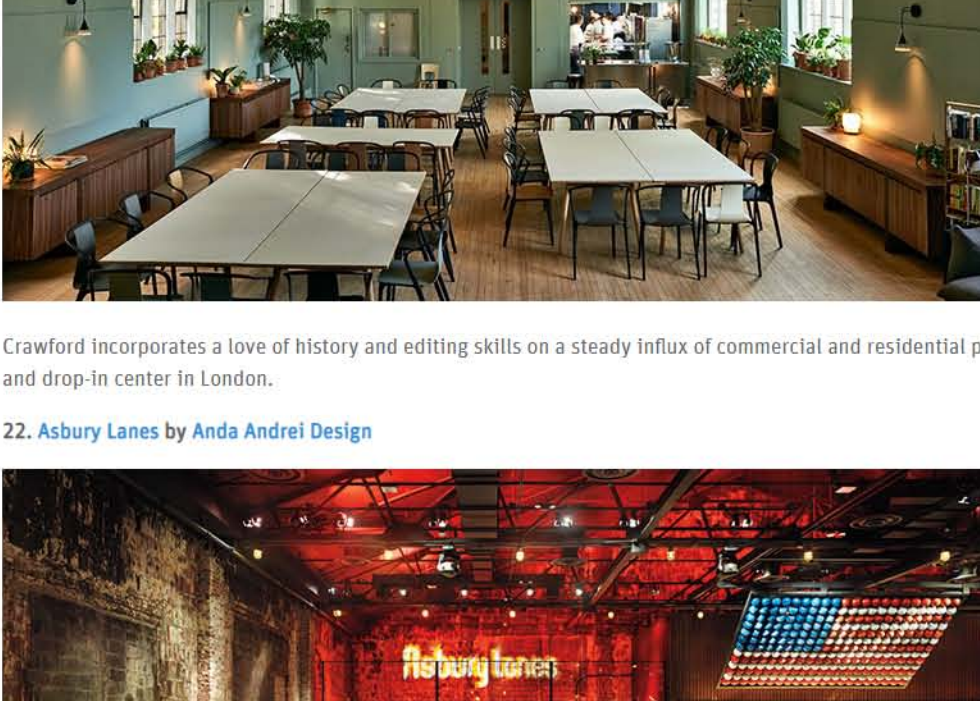 Crawford incorporates a love of history and editing skills on a steady influx of commercial and residential p
and drop-in center in London.
22. Asbury Lanes by Anda Andrei Design
Asbury Lanes